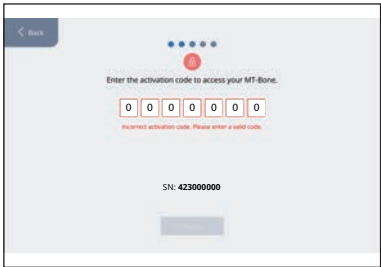 Back
Enter the activation code to access your MT-Bone.
0 0 0 0 0 0 0
Incorrect activation code. Please enter a valid code.
SN: 423000000